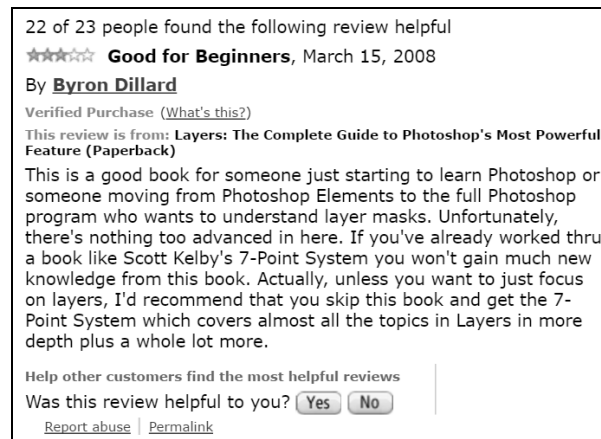 22 of 23 people found the following review helpful
Good for Beginners, March 15, 2008
By Byron Dillard
Verified Purchase (What's this?)
This review is from: Layers: The Complete Guide to Photoshop's Most Powerful
Feature (Paperback)
This is a good book for someone just starting to learn Photoshop or
someone moving from Photoshop Elements to the full Photoshop
program who wants to understand layer masks. Unfortunately,
there's nothing too advanced in here. If you've already worked thru
a book like Scott Kelby's 7-Point System you won't gain much new
knowledge from this book. Actually, unless you want to just focus
on layers, I'd recommend that you skip this book and get the 7-
Point System which covers almost all the topics in Layers in more
depth plus a whole lot more.
Help other customers find the most helpful reviews
Was this review helpful to you? Yes No
Report abuse | Permalink